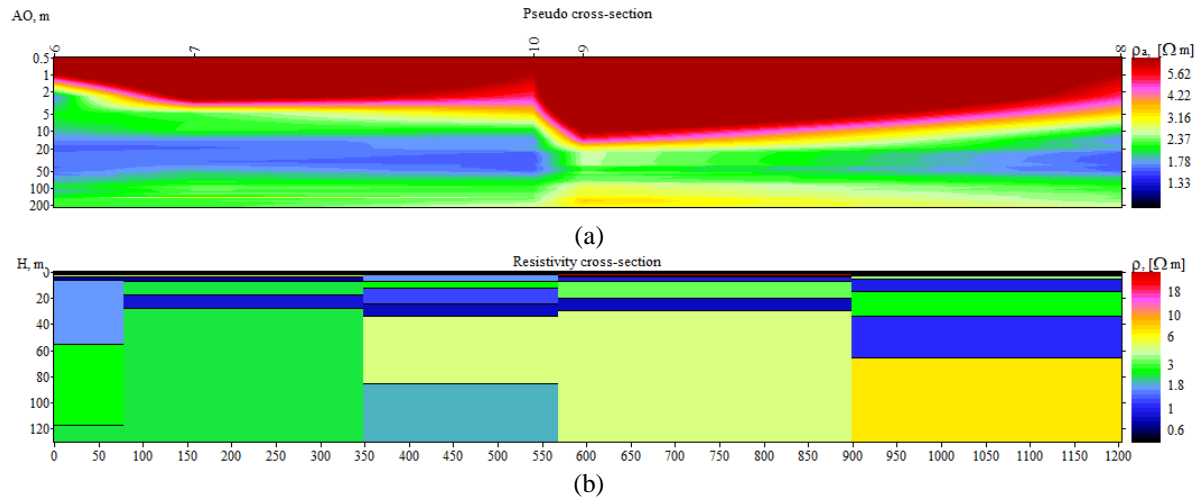 AO, m Pseudo cross-section
6 7 10 9 8 ρa, [Ω m]
0.5
1 5.62
2 4.22
5 3.16
10 2.37
20 1.78
50 1.33
100
200
(a)
H, m Resistivity cross-section ρ, [Ω m]
0
20 18
40 10
60 6
80 3
100 1.8
120 1
0.6
0 50 100 150 200 250 300 350 400 450 500 550 600 650 700 750 800 850 900 950 1000 1050 1100 1150 1200
(b)